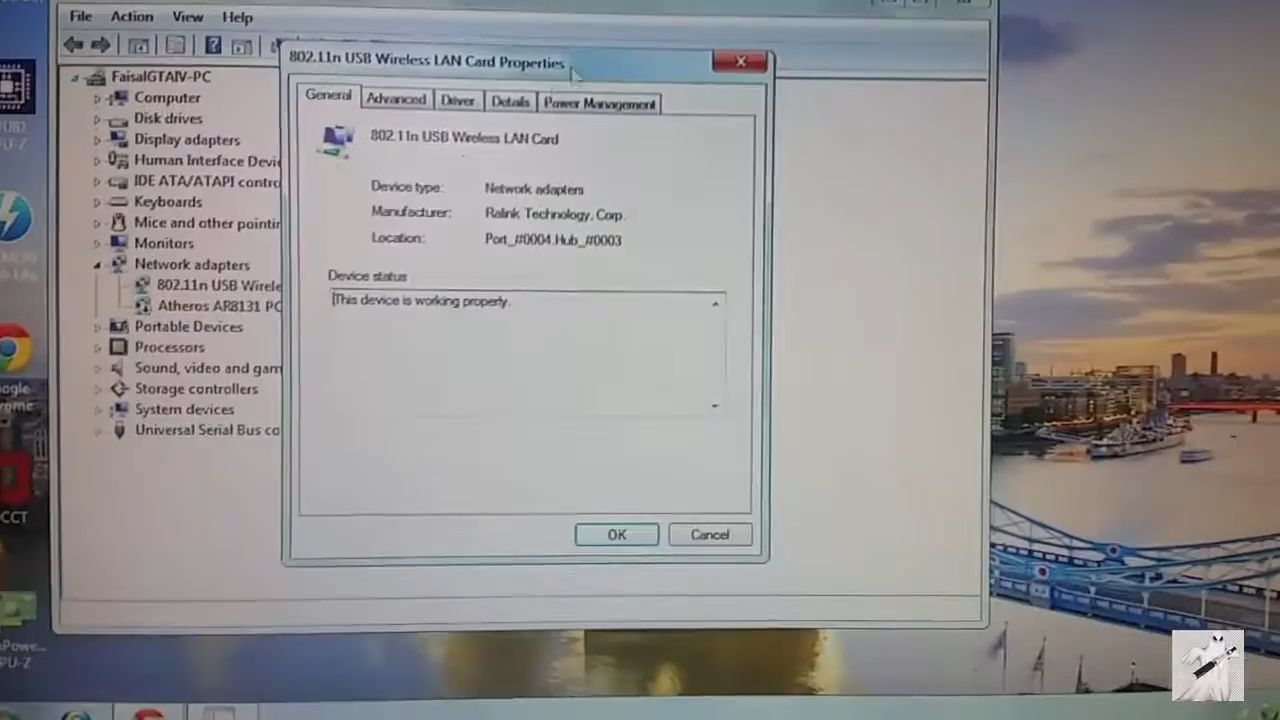 File Action View Help
802.11n USB Wireless LAN Card Properties
FaisalGTAIV-PC
Computer
Disk drives
Display adapters
Human Interface Devi
IDE ATA/ATAPI contro
Keyboards
Mice and other pointin
Monitors
Network adapters
802.11n USB Wirele
Atheros AR8131 PC
Portable Devices
Processors
Sound, video and gam
Storage controllers
System devices
Universal Serial Bus co
General Advanced Driver Details Power Management
802.11n USB Wireless LAN Card
Device type: Network adapters
Manufacturer: Ralink Technology, Corp.
Location: Port_#0004.Hub_#0003
Device status
This device is working properly.
OK Cancel